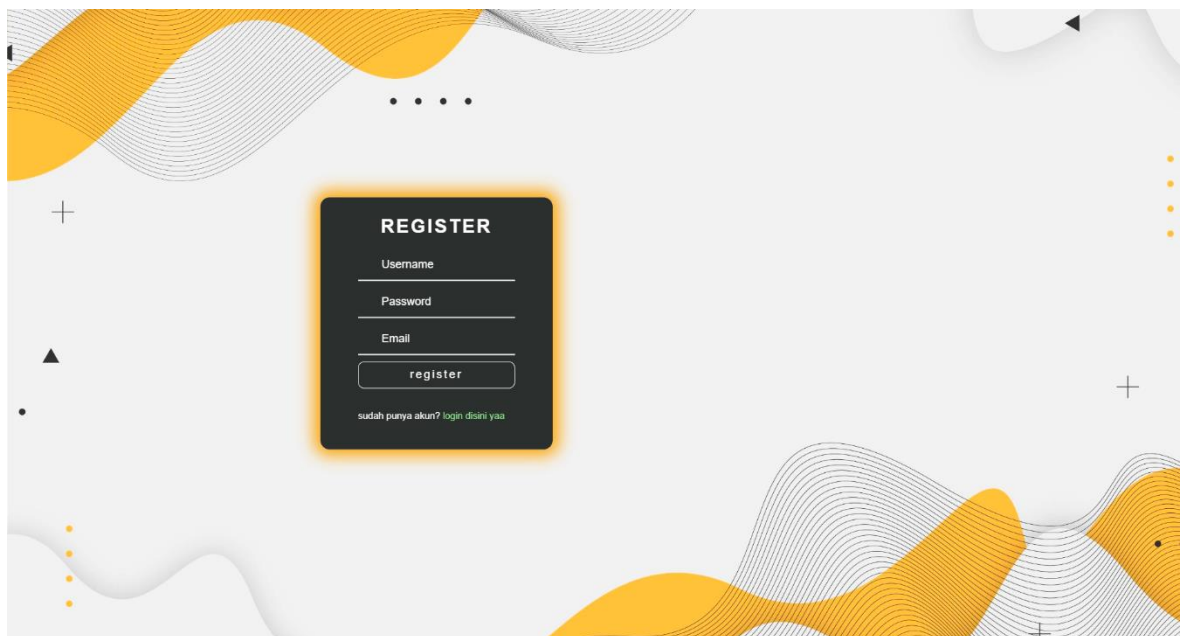 REGISTER
Username
Password
Email
register
sudah punya akun? login disini yaa